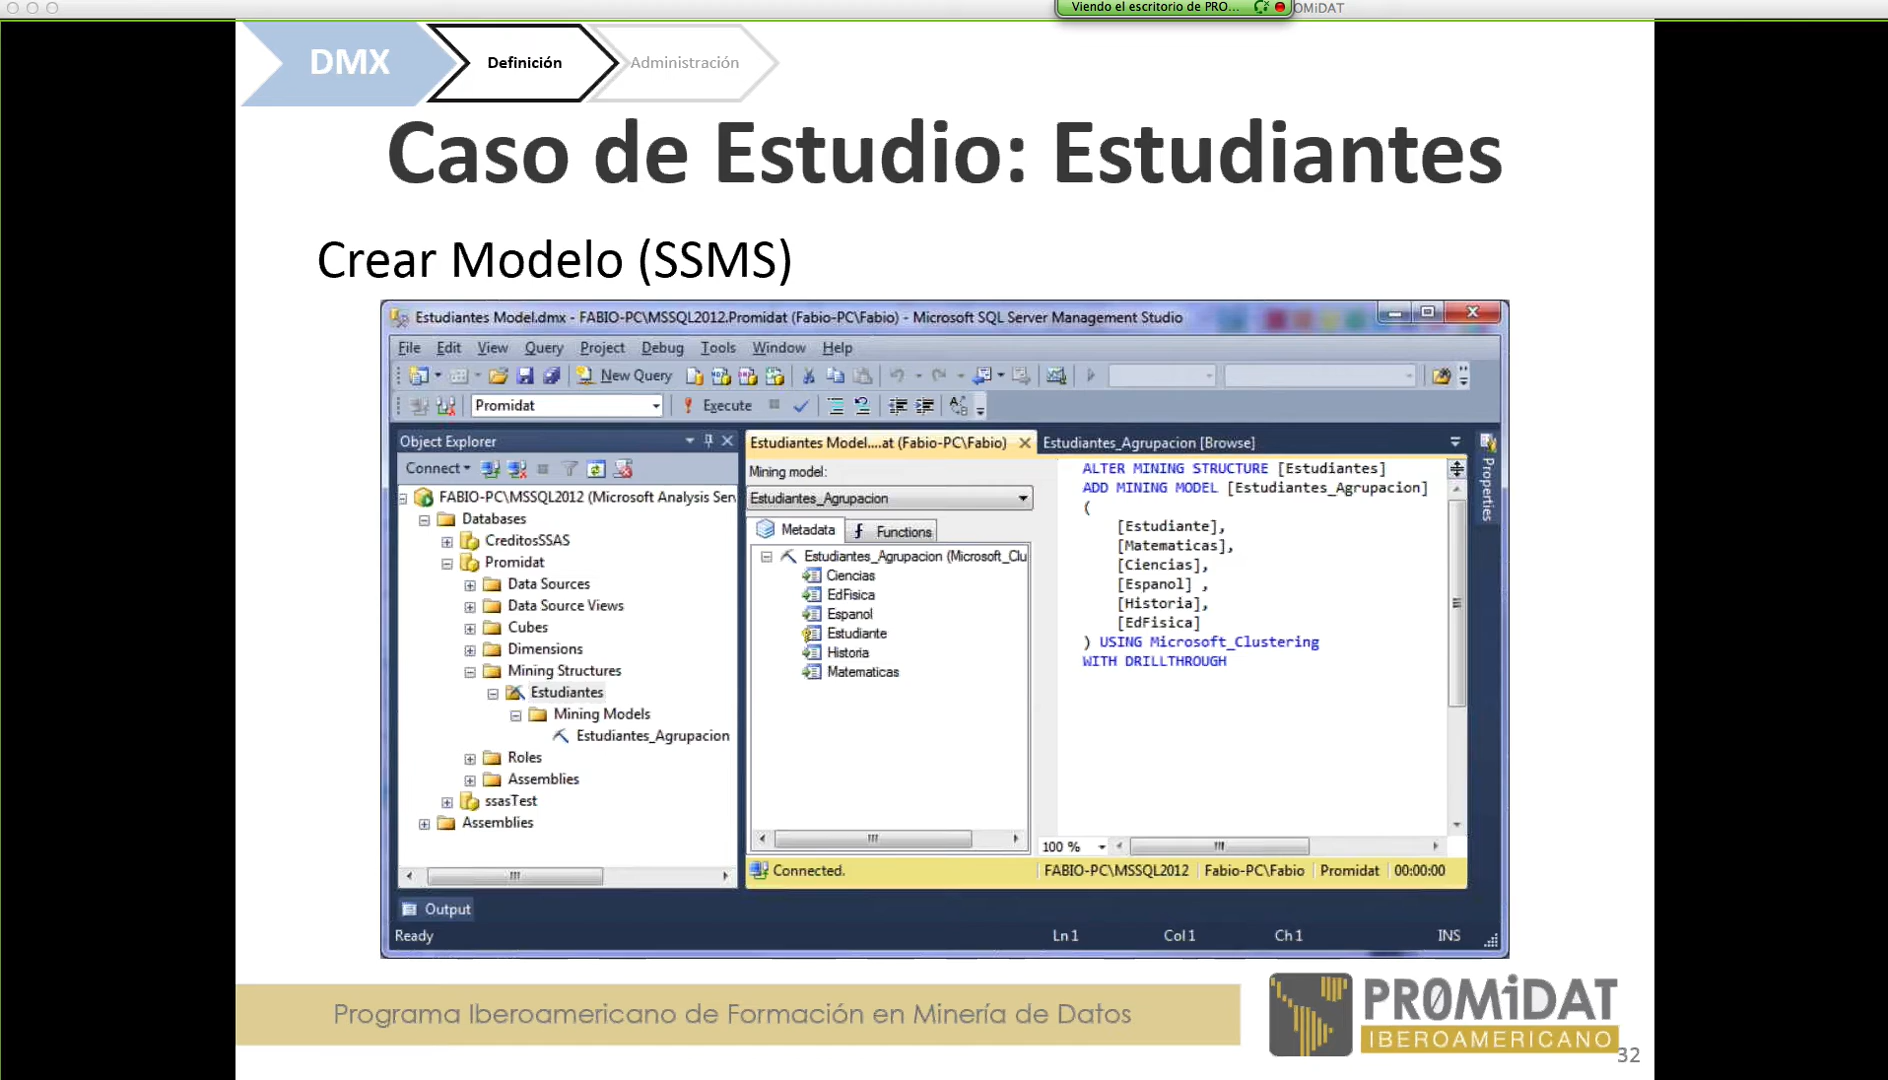 Viendo el escritorio de PRO...
OMiDAT
DMX
Definición
Administración
Caso de Estudio: Estudiantes
Crear Modelo (SSMS)
Estudiantes Model.dmx - FABIO-PC\MSSQL2012.Promidat (Fabio-PC\Fabio) - Microsoft SQL Server Management Studio
File Edit View Query Project Debug Tools Window Help
New Query
Promidat
Execute
Object Explorer
Connect
FABIO-PC\MSSQL2012 (Microsoft Analysis Ser
Databases
CreditosSSAS
Promidat
Data Sources
Data Source Views
Cubes
Dimensions
Mining Structures
Estudiantes
Mining Models
Estudiantes_Agrupacion
Roles
Assemblies
ssasTest
Assemblies
Estudiantes Model....at (Fabio-PC\Fabio)
Estudiantes_Agrupacion [Browse]
Mining model:
Estudiantes_Agrupacion
Metadata
Functions
Estudiantes_Agrupacion (Microsoft_Clu
Ciencias
EdFisica
Espanol
Estudiante
Historia
Matematicas
ALTER MINING STRUCTURE [Estudiantes]
ADD MINING MODEL [Estudiantes_Agrupacion]
(
[Estudiante],
[Matematicas],
[Ciencias],
[Espanol] ,
[Historia],
[EdFisica]
) USING Microsoft_Clustering
WITH DRILLTHROUGH
100 %
Properties
Connected.
FABIO-PC\MSSQL2012
Fabio-PC\Fabio
Promidat
00:00:00
Output
Ready
Ln 1
Col 1
Ch 1
INS
Programa Iberoamericano de Formación en Minería de Datos
PR0MiDAT
IBEROAMERICANO
32